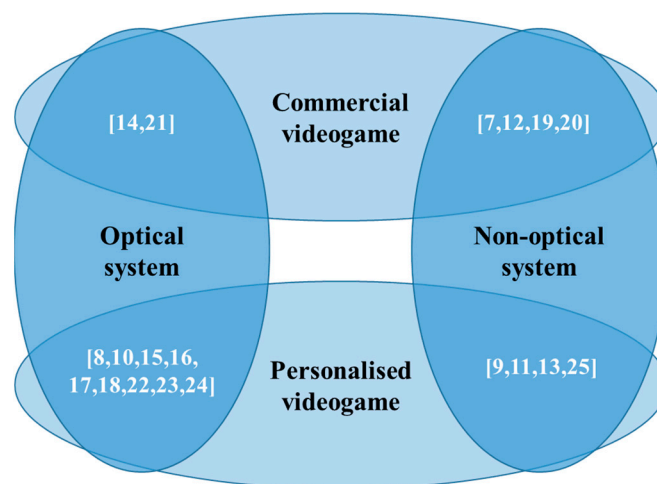 Commercial
videogame
[14,21]
[7,12,19,20]
Optical
system
Non-optical
system
[8,10,15,16,
17,18,22,23,24]
Personalised
videogame
[9,11,13,25]